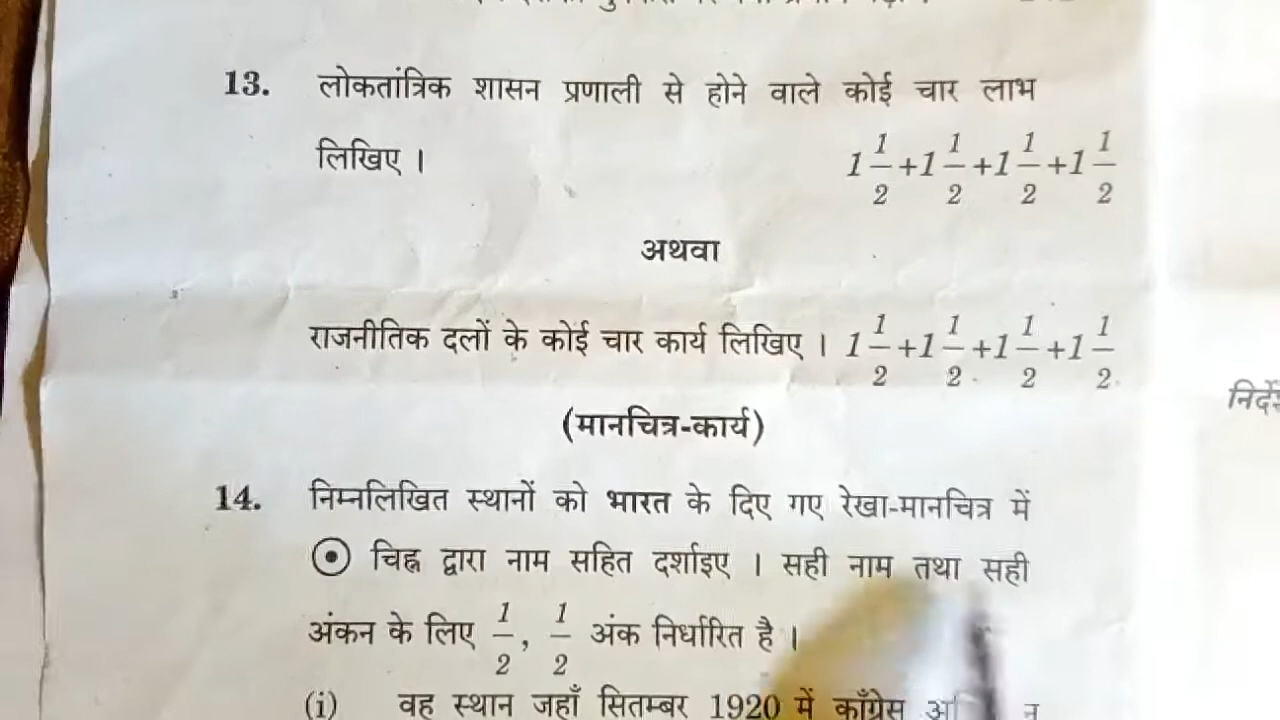 13. लोकतांत्रिक शासन प्रणाली से होने वाले कोई चार लाभ
लिखिए । 1 1/2 +1 1/2 +1 1/2 +1 1/2
अथवा
राजनीतिक दलों के कोई चार कार्य लिखिए । 1 1/2 +1 1/2 +1 1/2 +1 1/2
(मानचित्र-कार्य)
14. निम्नलिखित स्थानों को भारत के दिए गए रेखा-मानचित्र में
चिह्न द्वारा नाम सहित दर्शाइए । सही नाम तथा सही
अंकन के लिए 1/2, 1/2 अंक निर्धारित है ।
(i) वह स्थान जहाँ सितम्बर 1920 में काँग्रेस